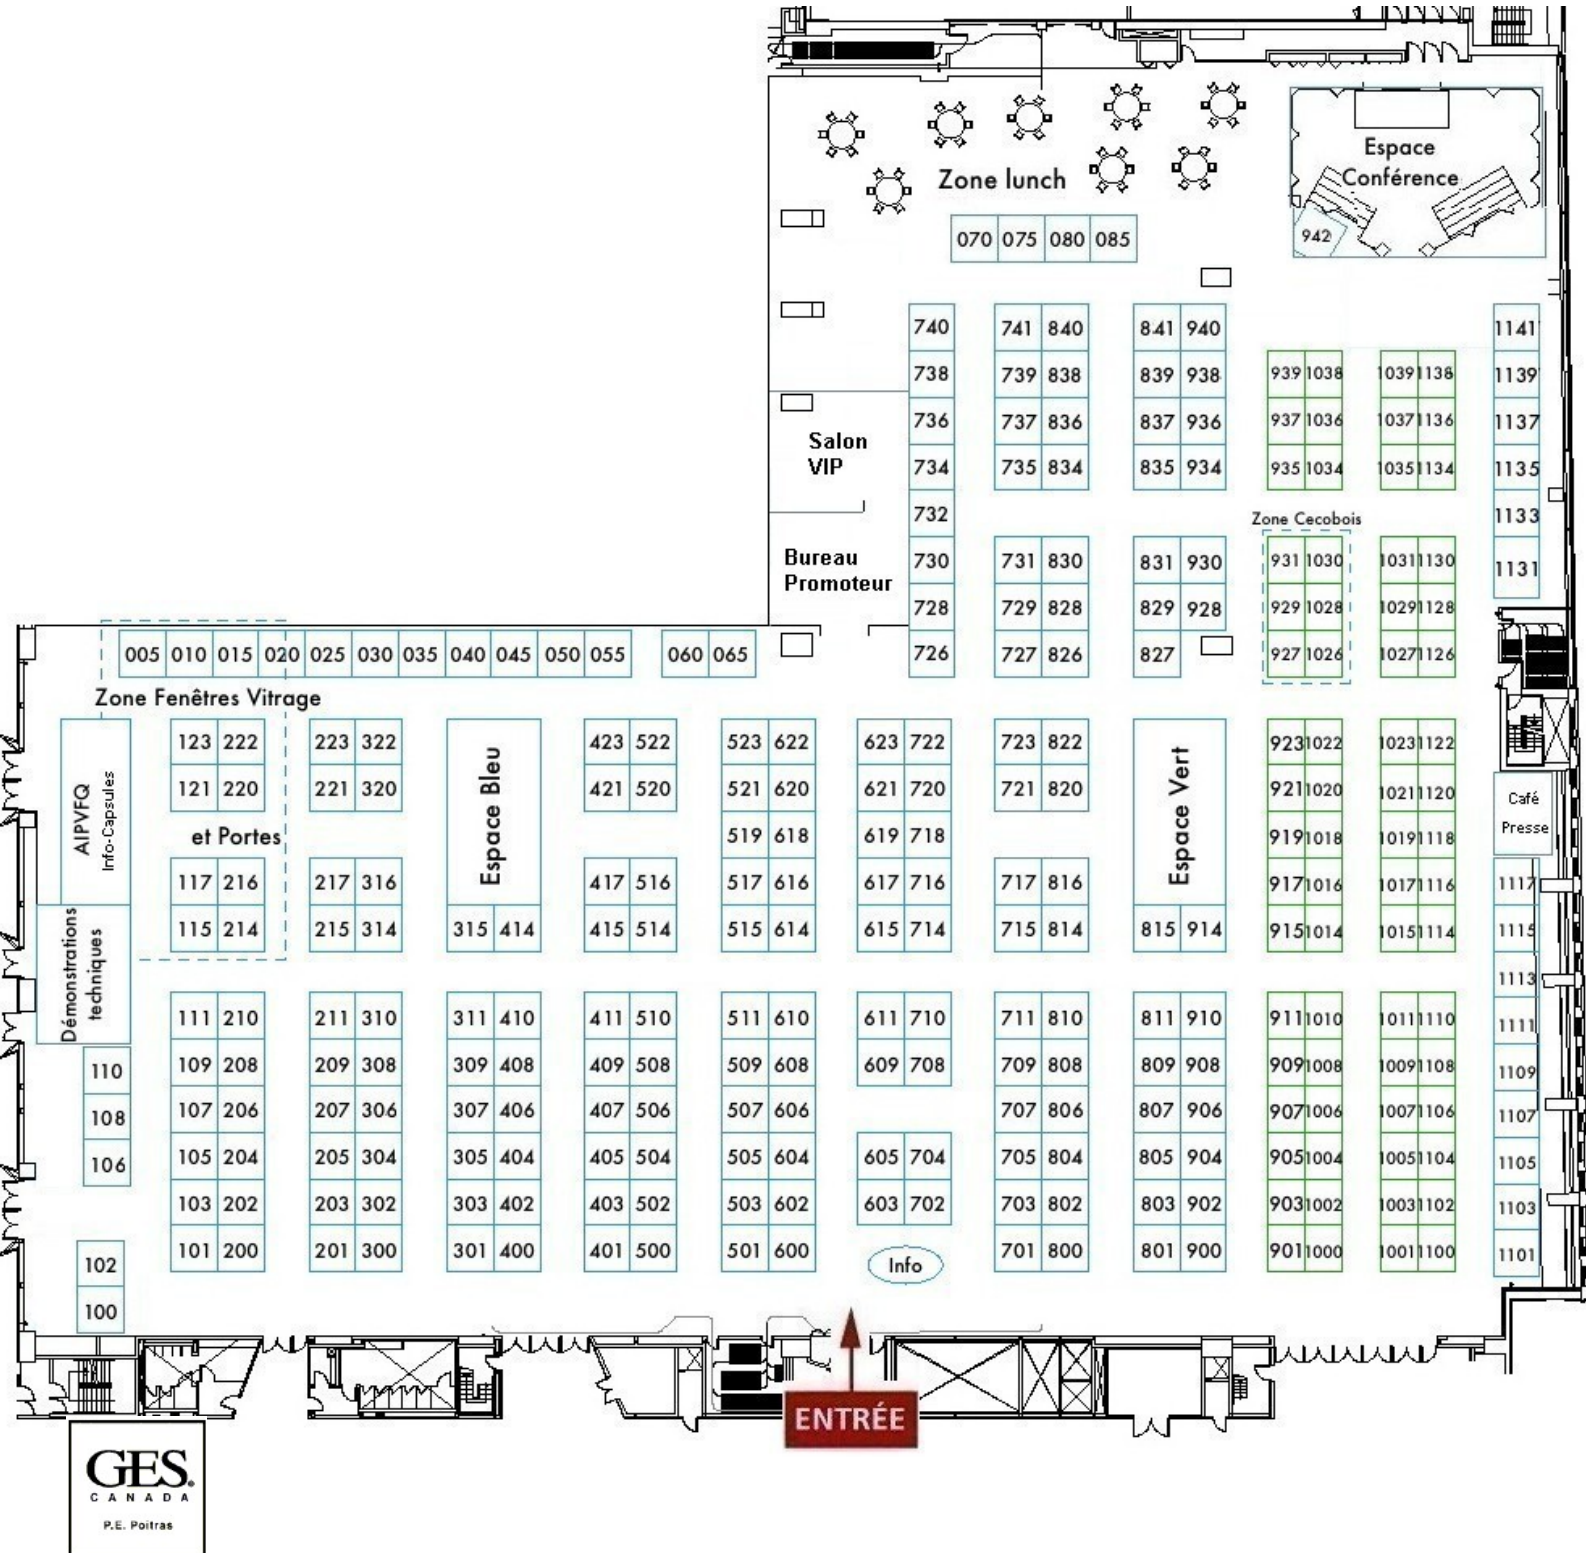 Espace
Conférence
Zone lunch
942
070 075 080 085
740 741 840 841 940 1141
738 739 838 839 938 939 1038 1039 1138 1139
736 737 836 837 936 937 1036 1037 1136 1137
Salon
VIP
734 735 834 835 934 935 1034 1035 1134 1135
732 1133
Zone Cecobois
Bureau
Promoteur
730 731 830 831 930 931 1030 1031 1130 1131
728 729 828 829 928 929 1028 1029 1128
726 727 826 827 927 1026 1027 1126
005 010 015 020 025 030 035 040 045 050 055 060 065
Zone Fenêtres Vitrage
123 222 223 322 423 522 523 622 623 722 723 822 923 1022 1023 1122
121 220 221 320 421 520 521 620 621 720 721 820 921 1020 1021 1120
AIPVFQ
Info-Capsules
Espace Bleu
Espace Vert
Café
Presse
et Portes
519 618 619 718 919 1018 1019 1118
117 216 217 316 417 516 517 616 617 716 717 816 917 1016 1017 1116 1117
115 214 215 314 315 414 415 514 515 614 615 714 715 814 815 914 915 1014 1015 1114 1115
Démonstrations
techniques
1113
111 210 211 310 311 410 411 510 511 610 611 710 711 810 811 910 911 1010 1011 1110 1111
110 109 208 209 308 309 408 409 508 509 608 609 708 709 808 809 908 909 1008 1009 1108 1109
108 107 206 207 306 307 406 407 506 507 606 707 806 807 906 907 1006 1007 1106 1107
106 105 204 205 304 305 404 405 504 505 604 605 704 705 804 805 904 905 1004 1005 1104 1105
103 202 203 302 303 402 403 502 503 602 603 702 703 802 803 902 903 1002 1003 1102 1103
102 101 200 201 300 301 400 401 500 501 600 Info 701 800 801 900 901 1000 1001 1100 1101
100
ENTRÉE
GES.
CANADA
P.E. Poitras